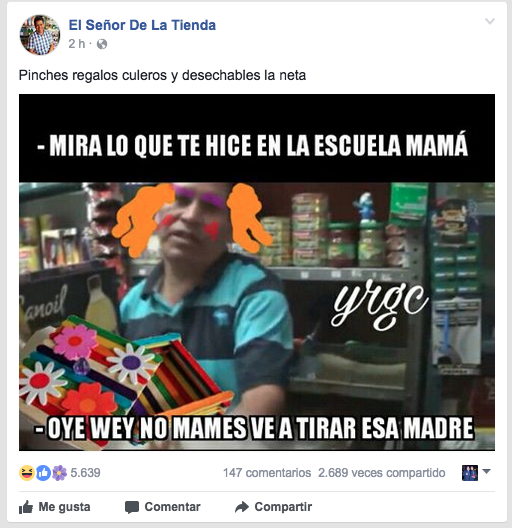 El Señor De La Tienda
2 h ·
Pinches regalos culeros y desechables la neta
- MIRA LO QUE TE HICE EN LA ESCUELA MAMÁ
anoil
yrgc
- OYE WEY NO MAMES VE A TIRAR ESA MADRE
5.639
147 comentarios 2.689 veces compartido
Me gusta Comentar Compartir